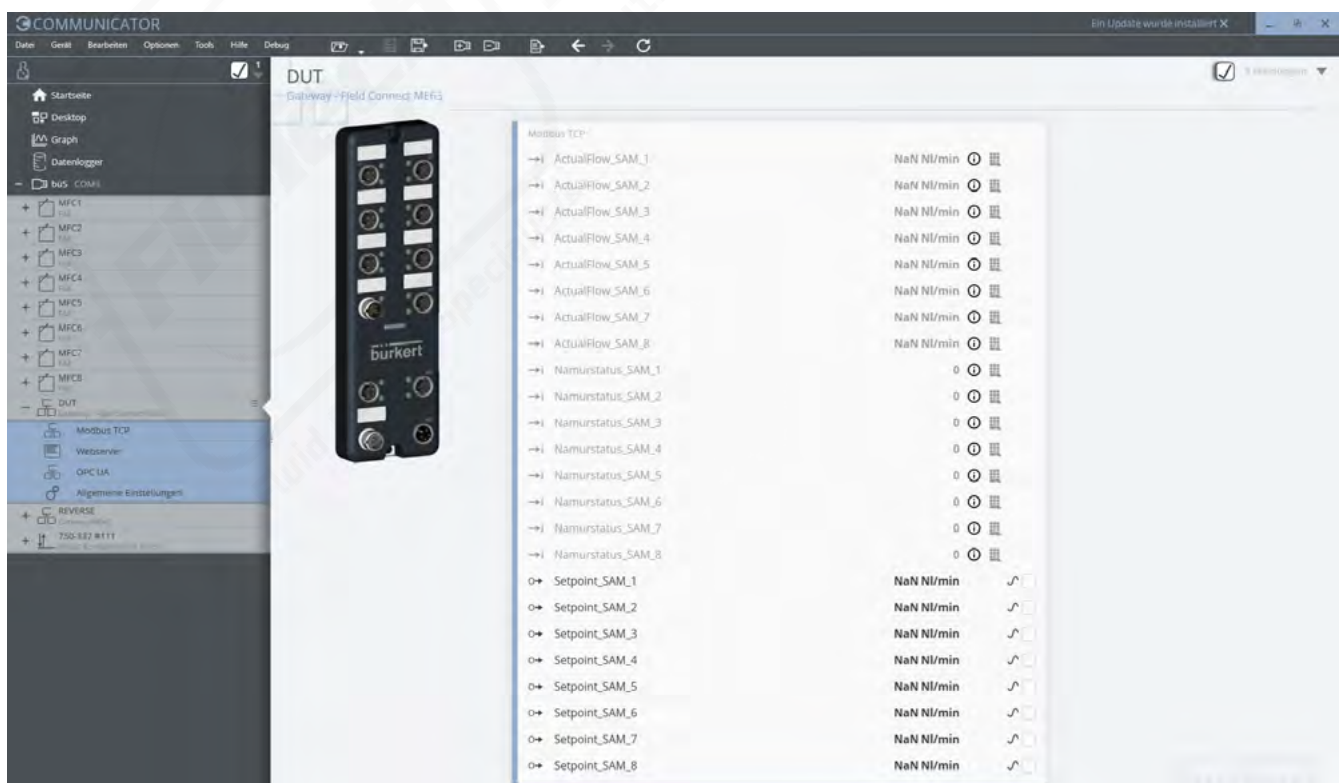 COMMUNICATOR
Ein Update wurde installiert X
Datei Gerät Bearbeiten Optionen Tools Hilfe Debug
1
DUT
Gateway - Field Connect ME63
Startseite
Desktop
Graph
Datenlogger
büS COM5
MFC1
MFC2
MFC3
MFC4
MFC5
MFC6
MFC7
MFC8
DUT
Modbus TCP
Webserver
OPC UA
Allgemeine Einstellungen
REVERSE
750-337 #111
burkert
Modbus TCP
ActualFlow_SAM_1 NaN Nl/min
ActualFlow_SAM_2 NaN Nl/min
ActualFlow_SAM_3 NaN Nl/min
ActualFlow_SAM_4 NaN Nl/min
ActualFlow_SAM_5 NaN Nl/min
ActualFlow_SAM_6 NaN Nl/min
ActualFlow_SAM_7 NaN Nl/min
ActualFlow_SAM_8 NaN Nl/min
Namurstatus_SAM_1 0
Namurstatus_SAM_2 0
Namurstatus_SAM_3 0
Namurstatus_SAM_4 0
Namurstatus_SAM_5 0
Namurstatus_SAM_6 0
Namurstatus_SAM_7 0
Namurstatus_SAM_8 0
Setpoint_SAM_1 NaN Nl/min
Setpoint_SAM_2 NaN Nl/min
Setpoint_SAM_3 NaN Nl/min
Setpoint_SAM_4 NaN Nl/min
Setpoint_SAM_5 NaN Nl/min
Setpoint_SAM_6 NaN Nl/min
Setpoint_SAM_7 NaN Nl/min
Setpoint_SAM_8 NaN Nl/min